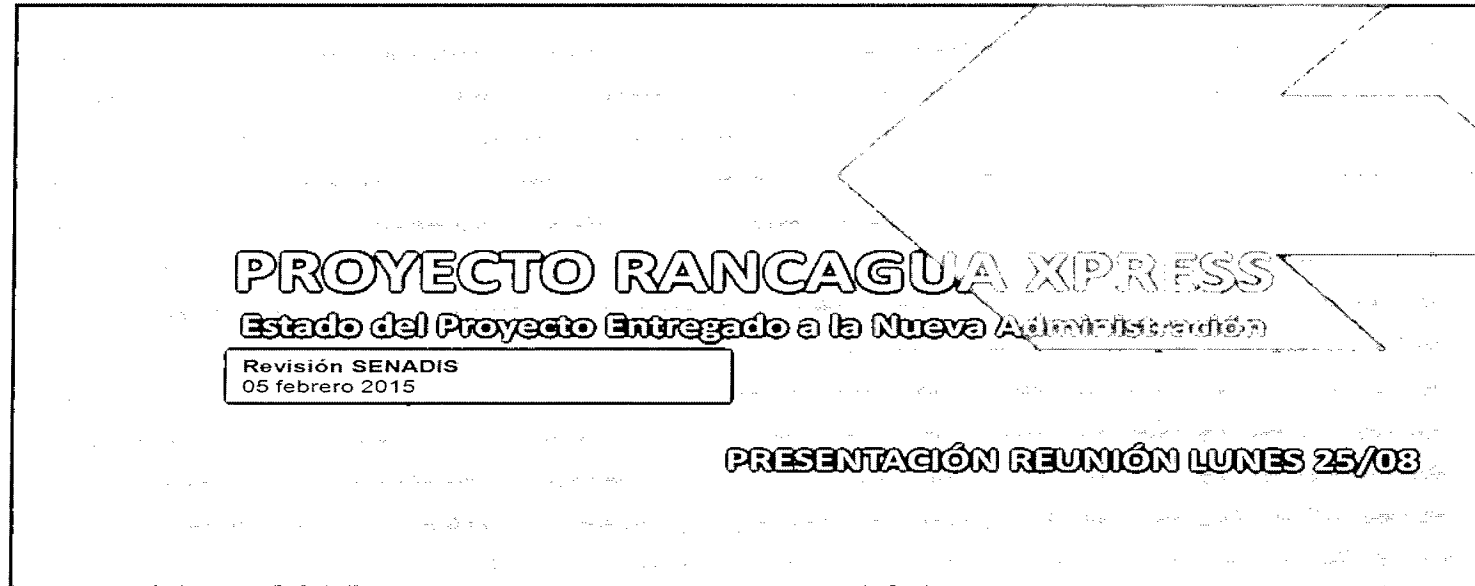 PROYECTO RANCAGUA XPRESS
Estado del Proyecto Entregado a la Nueva Administración
Revisión SENADIS
05 febrero 2015
PRESENTACIÓN REUNIÓN LUNES 25/08